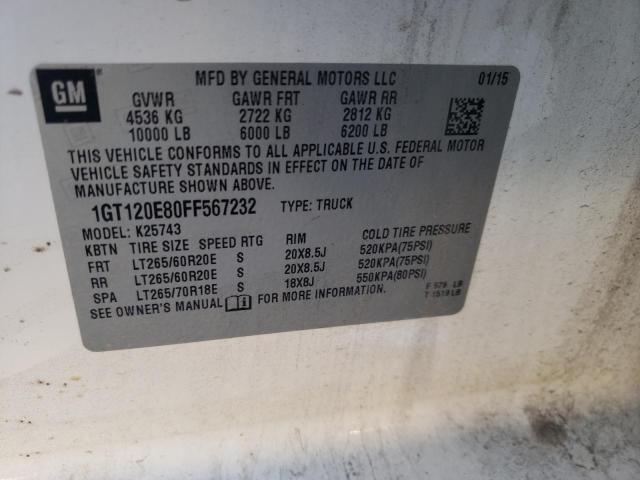 GM
MFD BY GENERAL MOTORS LLC 01/15
GVWR GAWR FRT GAWR RR
4536 KG 2722 KG 2812 KG
10000 LB 6000 LB 6200 LB
THIS VEHICLE CONFORMS TO ALL APPLICABLE U.S. FEDERAL MOTOR
VEHICLE SAFETY STANDARDS IN EFFECT ON THE DATE OF
MANUFACTURE SHOWN ABOVE.
1GT120E80FF567232 TYPE: TRUCK
MODEL: K25743
KBTN TIRE SIZE SPEED RTG RIM COLD TIRE PRESSURE
FRT LT265/60R20E S 20X8.5J 520KPA(75PSI)
RR LT265/60R20E S 20X8.5J 520KPA(75PSI)
SPA LT265/70R18E S 18X8J 550KPA(80PSI)
SEE OWNER'S MANUAL FOR MORE INFORMATION. F 979 LB
T 1519 LB